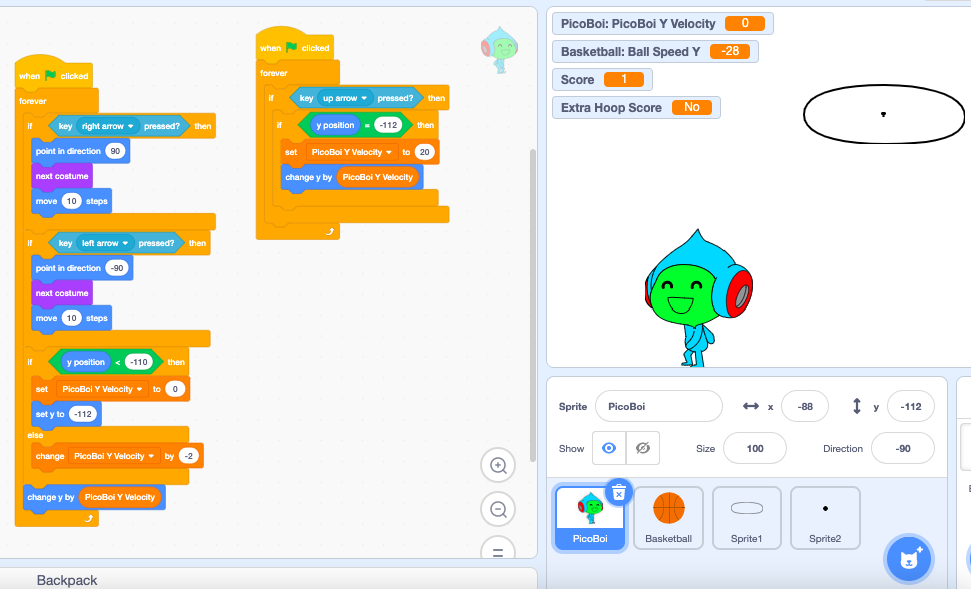 when clicked
forever
if key right arrow pressed? then
point in direction 90
next costume
move 10 steps
if key left arrow pressed? then
point in direction -90
next costume
move 10 steps
if y position < -110 then
set PicoBoi Y Velocity to 0
set y to -112
else
change PicoBoi Y Velocity by -2
change y by PicoBoi Y Velocity
when clicked
forever
if key up arrow pressed? then
if y position = -112 then
set PicoBoi Y Velocity to 20
change y by PicoBoi Y Velocity
Backpack
PicoBoi: PicoBoi Y Velocity 0
Basketball: Ball Speed Y -28
Score 1
Extra Hoop Score No
Sprite PicoBoi x -88 y -112
Show Size 100 Direction -90
PicoBoi Basketball Sprite1 Sprite2